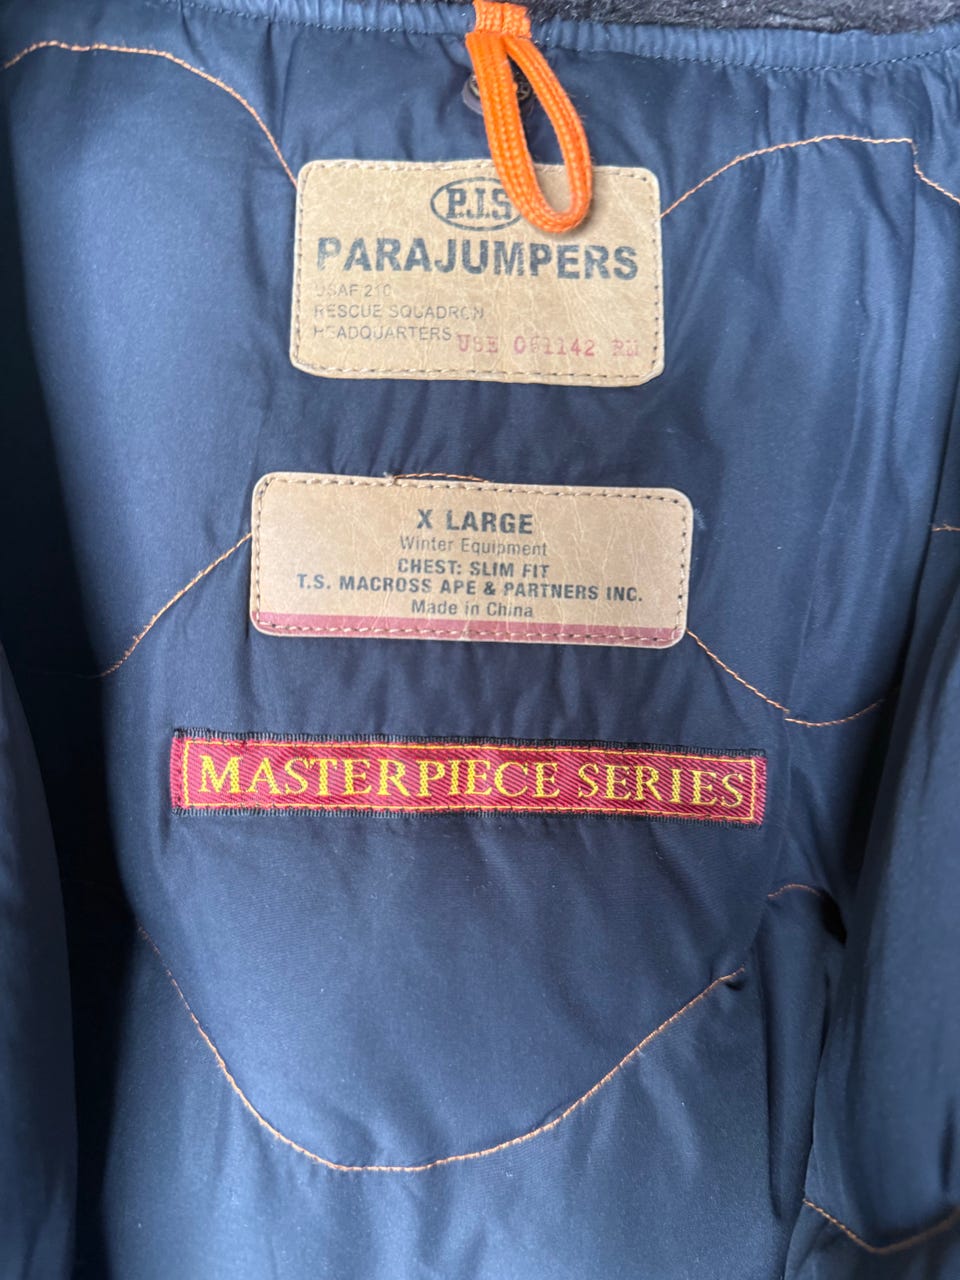 P.J.S
PARAJUMPERS
USAF 210
RESCUE SQUADRON
HEADQUARTERS USE 061142 RM
X LARGE
Winter Equipment
CHEST: SLIM FIT
T.S. MACROSS APE & PARTNERS INC.
Made in China
MASTERPIECE SERIES